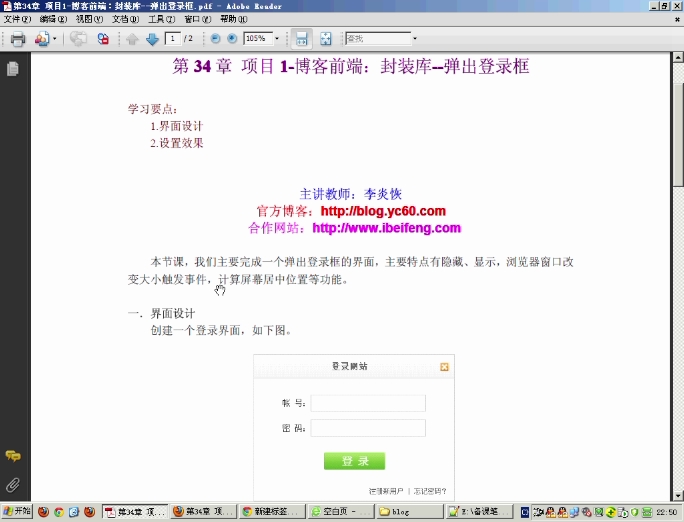 第34章 项目1-博客前端：封装库--弹出登录框.pdf - Adobe Reader
文件(F) 编辑(E) 视图(V) 文档(D) 工具(T) 窗口(W) 帮助(H)
1 / 2 105% 查找
第 34 章 项目 1-博客前端：封装库--弹出登录框
学习要点：
1.界面设计
2.设置效果
主讲教师：李炎恢
官方博客：http://blog.yc60.com
合作网站：http://www.ibeifeng.com
本节课，我们主要完成一个弹出登录框的界面，主要特点有隐藏、显示，浏览器窗口改
变大小触发事件，计算屏幕居中位置等功能。
一．界面设计
创建一个登录界面，如下图。
登录网站
帐 号：
密 码：
登 录
注册新用户 | 忘记密码？
开始 第34章 项... 第34章 项... 新建标签... 空白页 - ... blog Z:\备课笔... 22:50